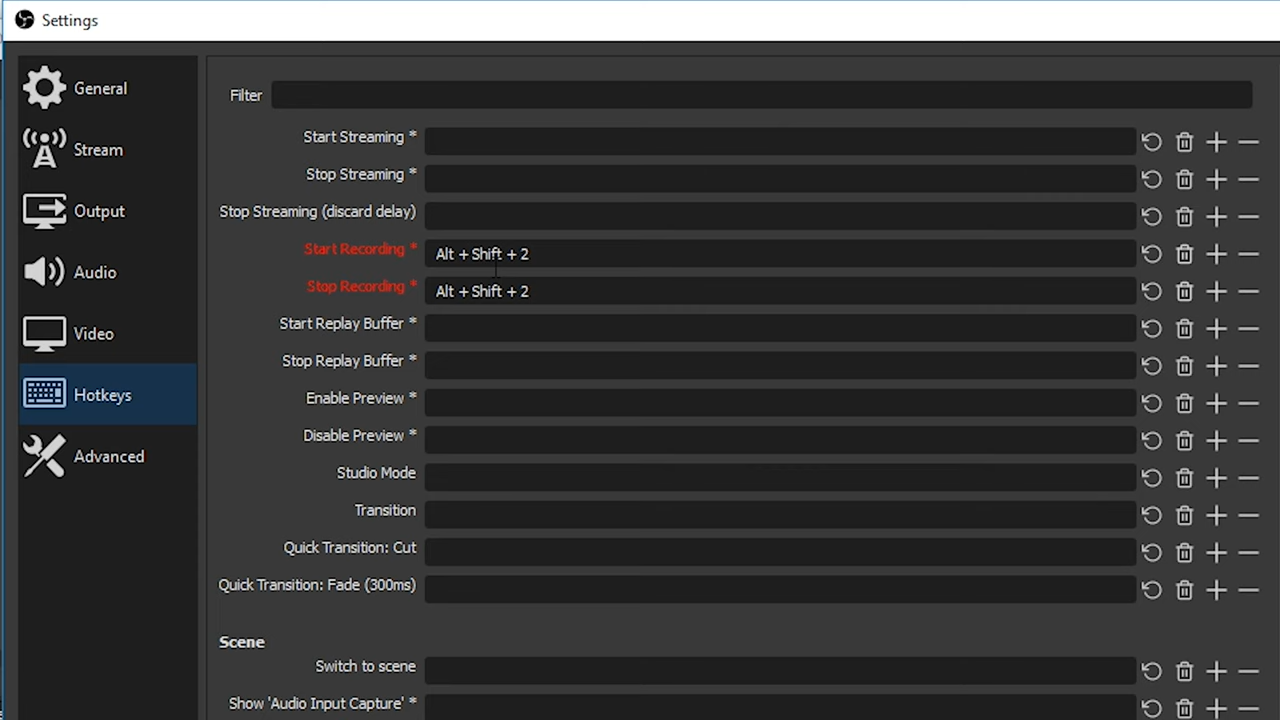 Settings
General
Stream
Output
Audio
Video
Hotkeys
Advanced
Filter
Start Streaming *
Stop Streaming *
Stop Streaming (discard delay)
Start Recording * Alt + Shift + 2
Stop Recording * Alt + Shift + 2
Start Replay Buffer *
Stop Replay Buffer *
Enable Preview *
Disable Preview *
Studio Mode
Transition
Quick Transition: Cut
Quick Transition: Fade (300ms)
Scene
Switch to scene
Show 'Audio Input Capture' *